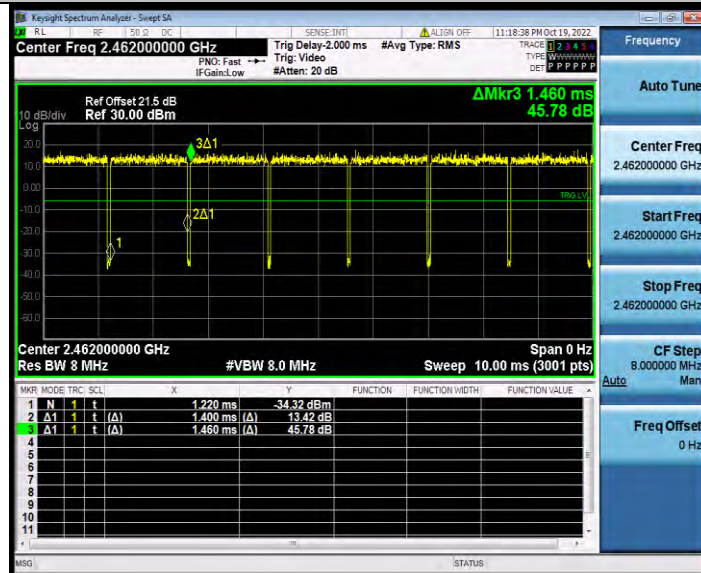 Keysight Spectrum Analyzer - Swept SA
RL RF 50 Ω DC SENSE:INT ALIGN OFF 11:18:38 PM Oct 19, 2022
Center Freq 2.462000000 GHz
PNO: Fast
IFGain:Low
Trig Delay-2.000 ms
Trig: Video
#Atten: 20 dB
#Avg Type: RMS
TRACE 1 2 3 4 5 6
TYPE WWWWWW
DET P P P P P P
Ref Offset 21.5 dB
10 dB/div Ref 30.00 dBm
Log
ΔMkr3 1.460 ms
45.78 dB
20.0
10.0
0.00
-10.0
-20.0
-30.0
-40.0
-50.0
-60.0
3Δ1
2Δ1
1
TRG LV
Center 2.462000000 GHz Span 0 Hz
Res BW 8 MHz #VBW 8.0 MHz Sweep 10.00 ms (3001 pts)
MKR MODE TRC SCL X Y FUNCTION FUNCTION WIDTH FUNCTION VALUE
1 N 1 t 1.220 ms -34.32 dBm
2 Δ1 1 t (Δ) 1.400 ms (Δ) 13.42 dB
3 Δ1 1 t (Δ) 1.460 ms (Δ) 45.78 dB
4
5
6
7
8
9
10
11
MSG STATUS
Frequency
Auto Tune
Center Freq
2.462000000 GHz
Start Freq
2.462000000 GHz
Stop Freq
2.462000000 GHz
CF Step
8.000000 MHz
Auto Man
Freq Offset
0 Hz